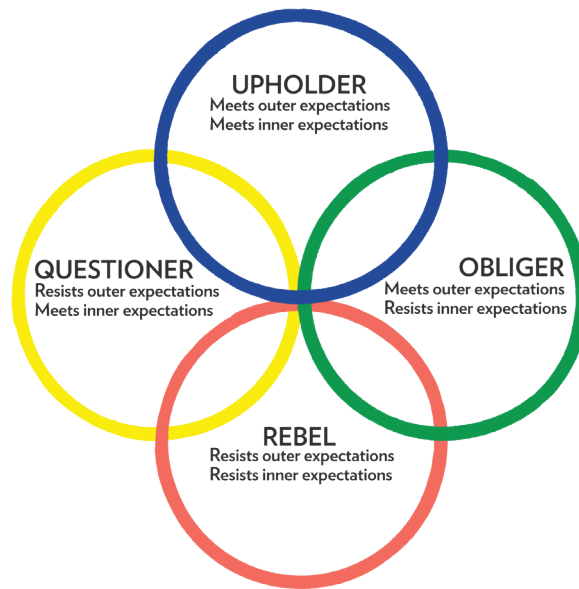 UPHOLDER
Meets outer expectations
Meets inner expectations
QUESTIONER
Resists outer expectations
Meets inner expectations
OBLIGER
Meets outer expectations
Resists inner expectations
REBEL
Resists outer expectations
Resists inner expectations